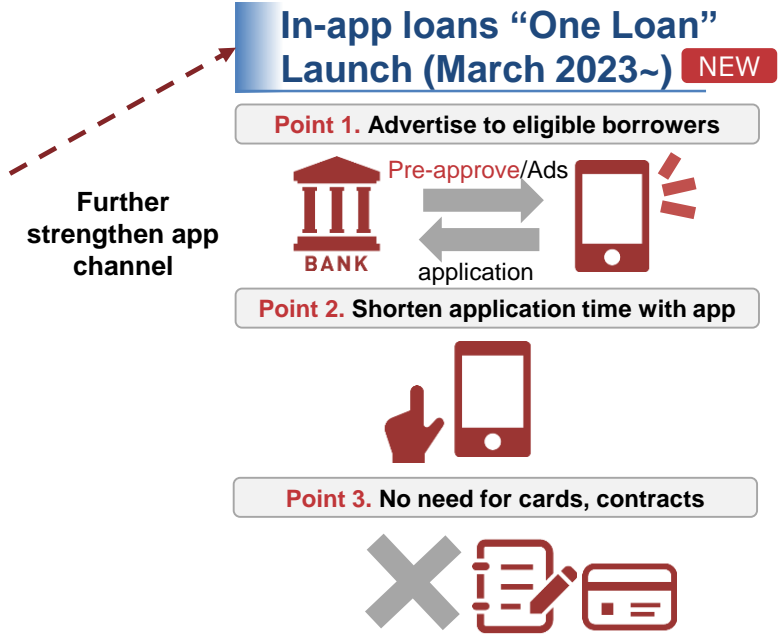 In-app loans “One Loan”
Launch (March 2023~) NEW
Point 1. Advertise to eligible borrowers
Further
strengthen app
channel
Pre-approve/Ads
BANK
application
Point 2. Shorten application time with app
Point 3. No need for cards, contracts